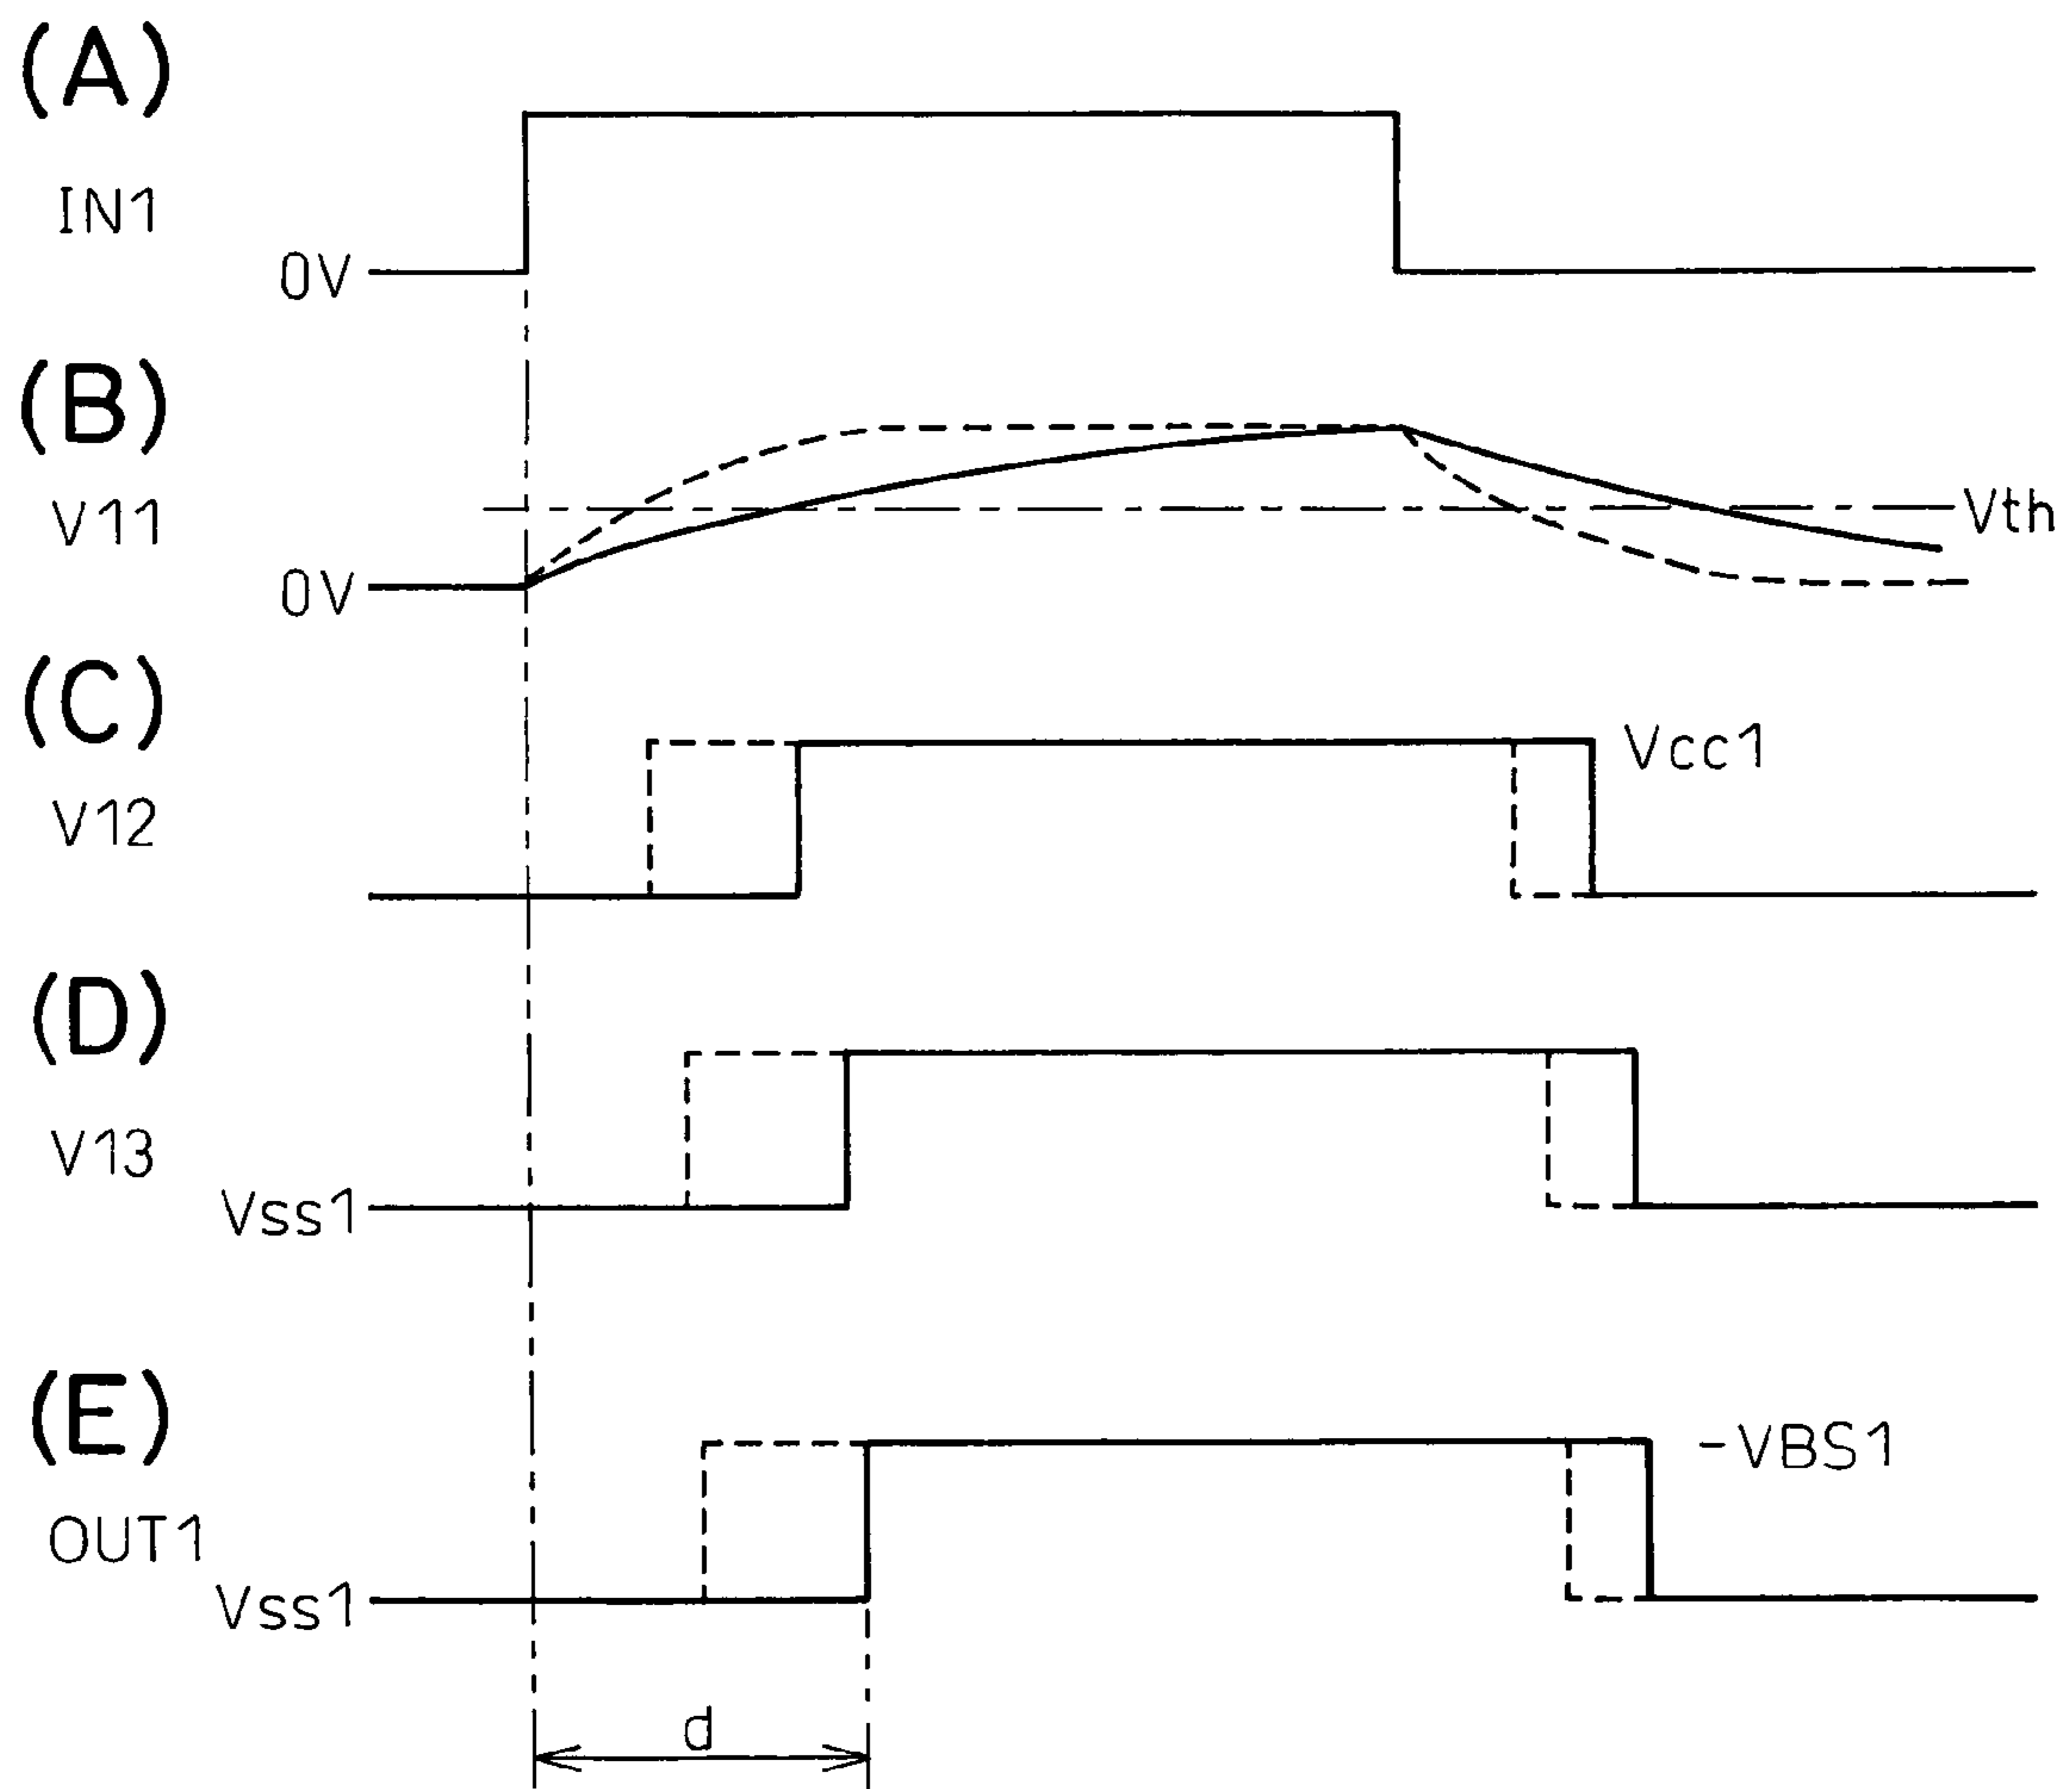 (A)
IN1
0V
(B)
V11
Vth
0V
(C)
Vcc1
V12
(D)
V13
Vss1
(E)
-VBS1
OUT1
Vss1
d